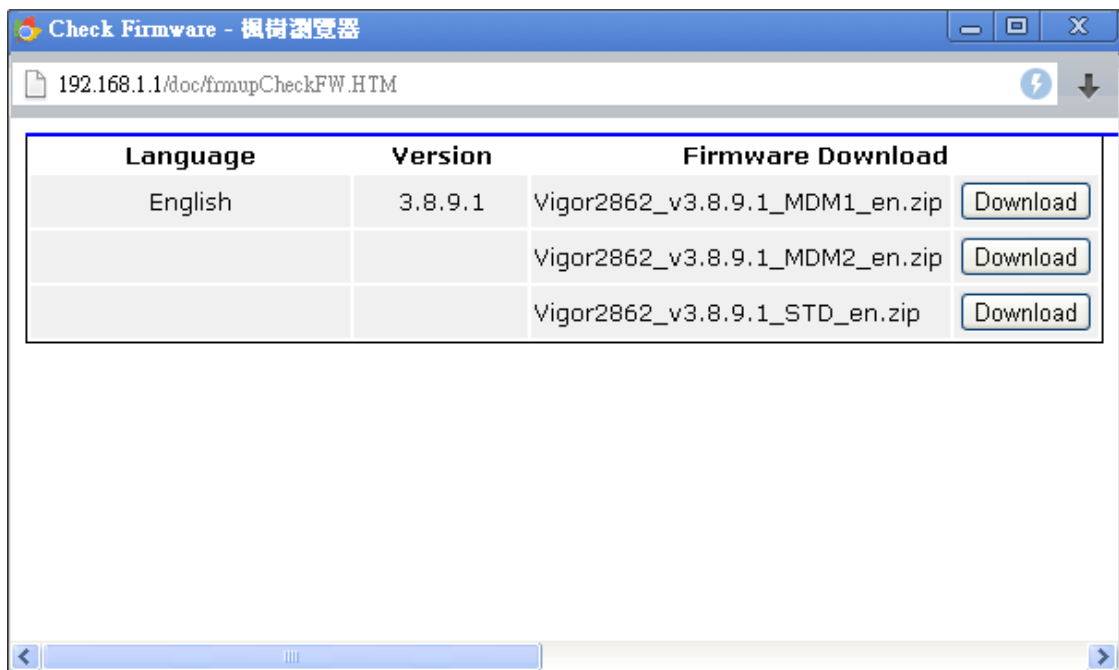 Check Firmware - 楓樹瀏覽器
192.168.1.1/doc/frmupCheckFW.HTM
Language Version Firmware Download
English 3.8.9.1 Vigor2862_v3.8.9.1_MDM1_en.zip Download
Vigor2862_v3.8.9.1_MDM2_en.zip Download
Vigor2862_v3.8.9.1_STD_en.zip Download